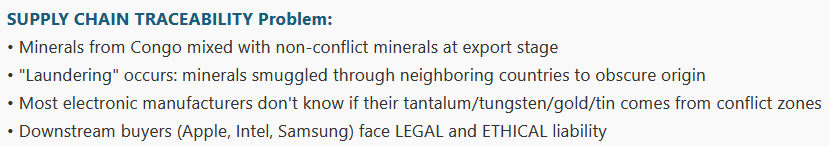 SUPPLY CHAIN TRACEABILITY Problem:
• Minerals from Congo mixed with non-conflict minerals at export stage
• "Laundering" occurs: minerals smuggled through neighboring countries to obscure origin
• Most electronic manufacturers don't know if their tantalum/tungsten/gold/tin comes from conflict zones
• Downstream buyers (Apple, Intel, Samsung) face LEGAL and ETHICAL liability